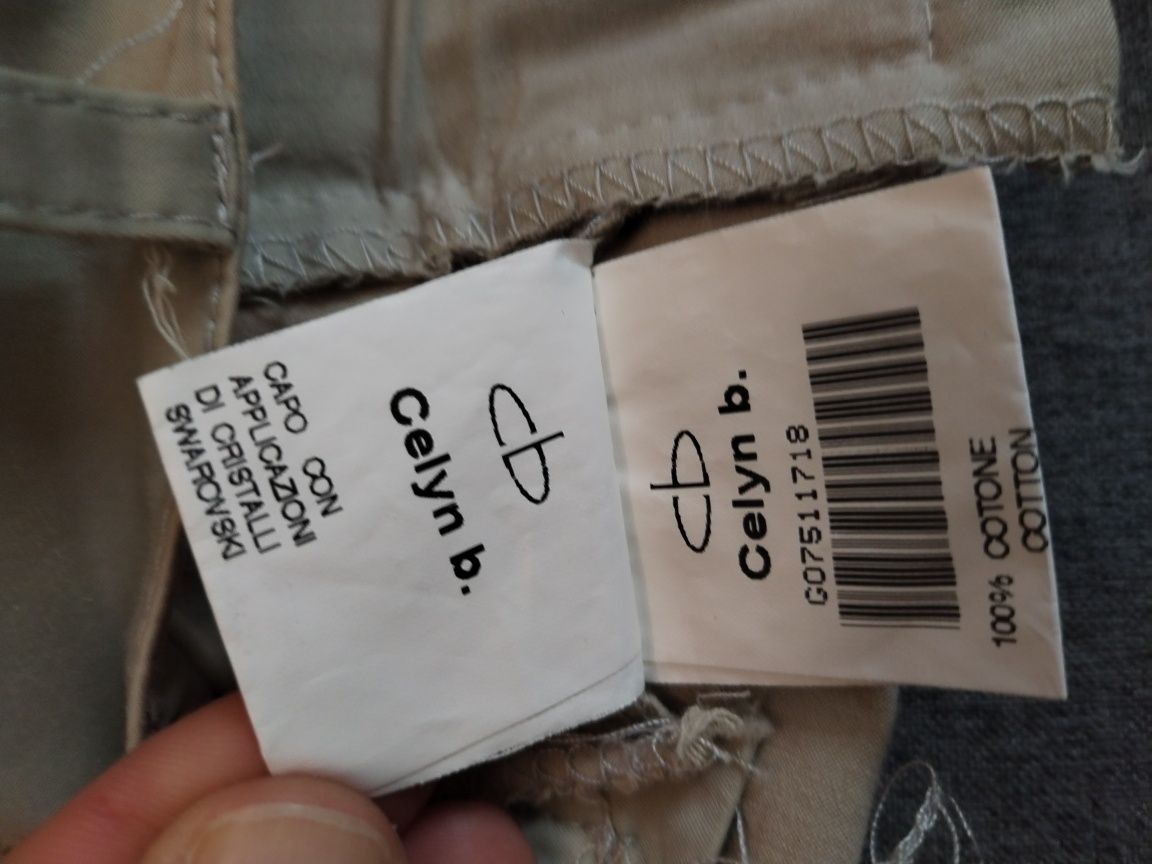 cb
Celyn b.
CAPO CON
APPLICAZIONI
DI CRISTALLI
SWAROVSKI
cb
Celyn b.
G07511718
100% COTONE
COTTON